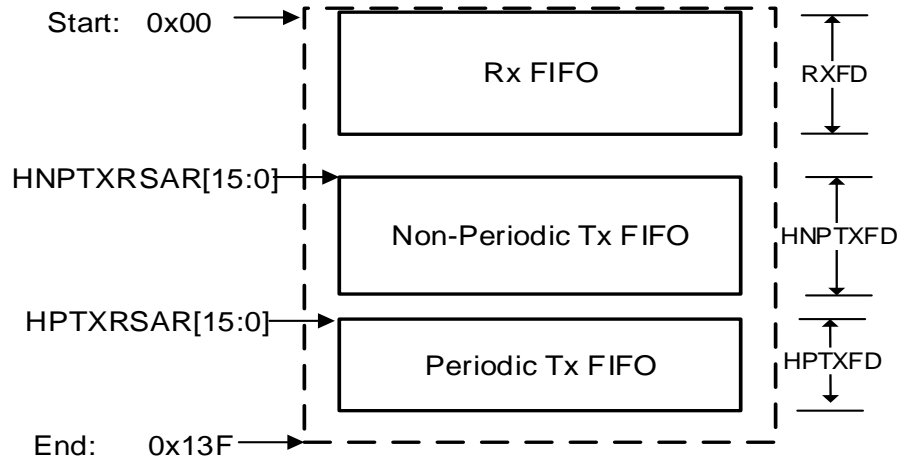 Start: 0x00
Rx FIFO
RXFD
HNPTXRSAR[15:0]
Non-Periodic Tx FIFO
HNPTXFD
HPTXRSAR[15:0]
Periodic Tx FIFO
HPTXFD
End: 0x13F